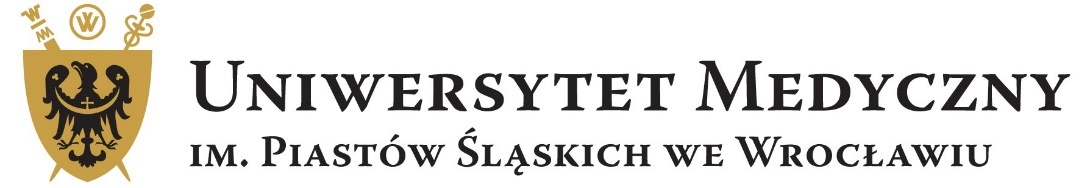 UNIWERSYTET MEDYCZNY
IM. PIASTÓW ŚLĄSKICH WE WROCŁAWIU